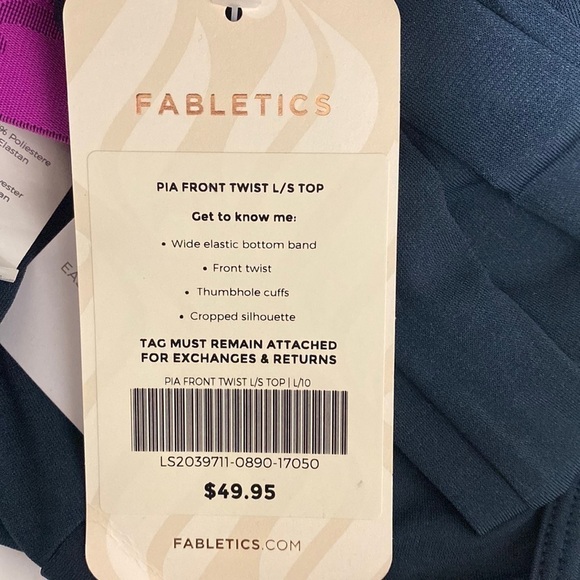 FABLETICS
PIA FRONT TWIST L/S TOP
Get to know me:
• Wide elastic bottom band
• Front twist
• Thumbhole cuffs
• Cropped silhouette
TAG MUST REMAIN ATTACHED
FOR EXCHANGES & RETURNS
PIA FRONT TWIST L/S TOP | L/10
LS2039711-0890-17050
$49.95
FABLETICS.COM
% Poliestere